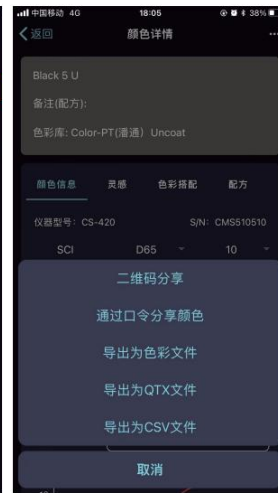 中国移动 4G 18:05 38%
返回 颜色详情 ...
Black 5 U
备注(配方):
色彩库: Color-PT(潘通) Uncoat
颜色信息 灵感 色彩搭配 配方
仪器型号: CS-420 S/N: CMS510510
SCI D65 10
二维码分享
通过口令分享颜色
导出为色彩文件
导出为QTX文件
导出为CSV文件
取消